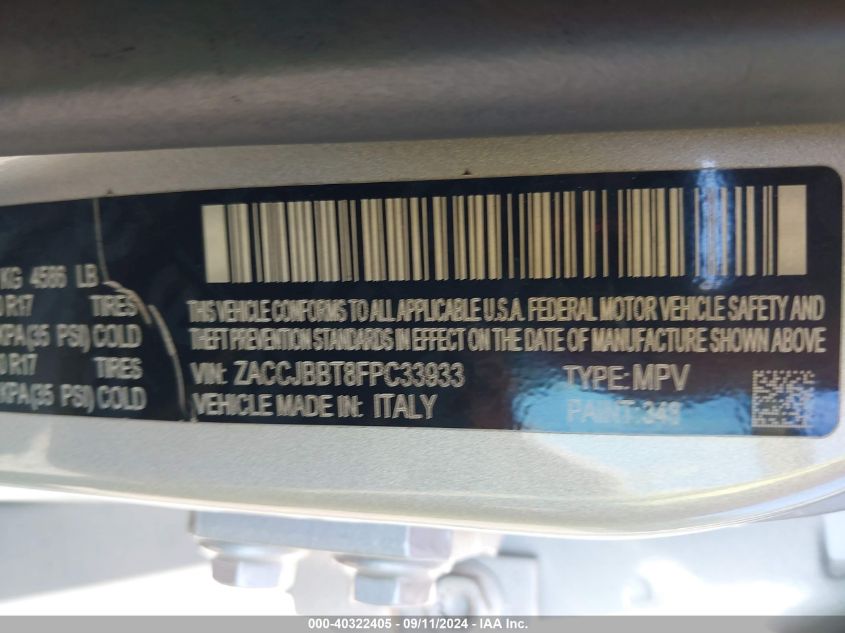 KG 4586 LB
R17 TIRES
KPA(35 PSI) COLD
R17 TIRES
KPA(35 PSI) COLD
THIS VEHICLE CONFORMS TO ALL APPLICABLE U.S.A. FEDERAL MOTOR VEHICLE SAFETY AND
THEFT PREVENTION STANDARDS IN EFFECT ON THE DATE OF MANUFACTURE SHOWN ABOVE
VIN: ZACCJBBT8FPC33933 TYPE: MPV
VEHICLE MADE IN: ITALY PAINT: 348
000-40322405 - 09/11/2024 - IAA Inc.